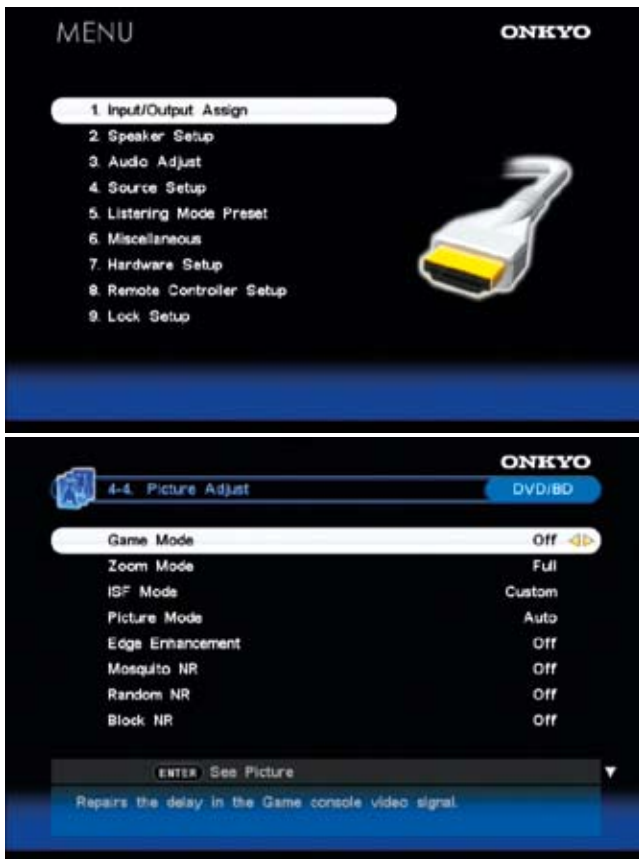 MENU
ONKYO
1. Input/Output Assign
2. Speaker Setup
3. Audio Adjust
4. Source Setup
5. Listening Mode Preset
6. Miscellaneous
7. Hardware Setup
8. Remote Controller Setup
9. Lock Setup
ONKYO
4-4. Picture Adjust DVD/BD
Game Mode Off
Zoom Mode Full
ISF Mode Custom
Picture Mode Auto
Edge Enhancement Off
Mosquito NR Off
Random NR Off
Block NR Off
ENTER See Picture
Repairs the delay in the Game console video signal.